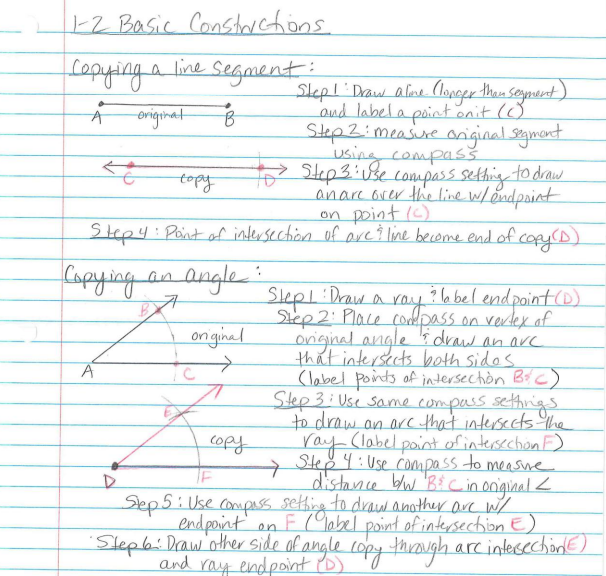 1-2 Basic Constructions
Copying a line segment:
Step 1: Draw a line (longer than segment)
and label a point on it (C)
A original B
Step 2: measure original segment
using compass
C copy D
Step 3: Use compass setting to draw
an arc over the line w/ endpoint
on point (C)
Step 4: Point of intersection of arc & line become end of copy (D)
Copying an angle:
Step 1: Draw a ray & label endpoint (D)
B
Step 2: Place compass on vertex of
original
original angle & draw an arc
that intersects both sides
A C
(label points of intersection B & C)
Step 3: Use same compass settings
E
to draw an arc that intersects the
copy
ray (label point of intersection F)
Step 4: Use compass to measure
D F
distance b/w B & C in original ∠
Step 5: Use compass setting to draw another arc w/
endpoint on F (label point of intersection E)
Step 6: Draw other side of angle copy through arc intersection (E)
and ray endpoint (D)